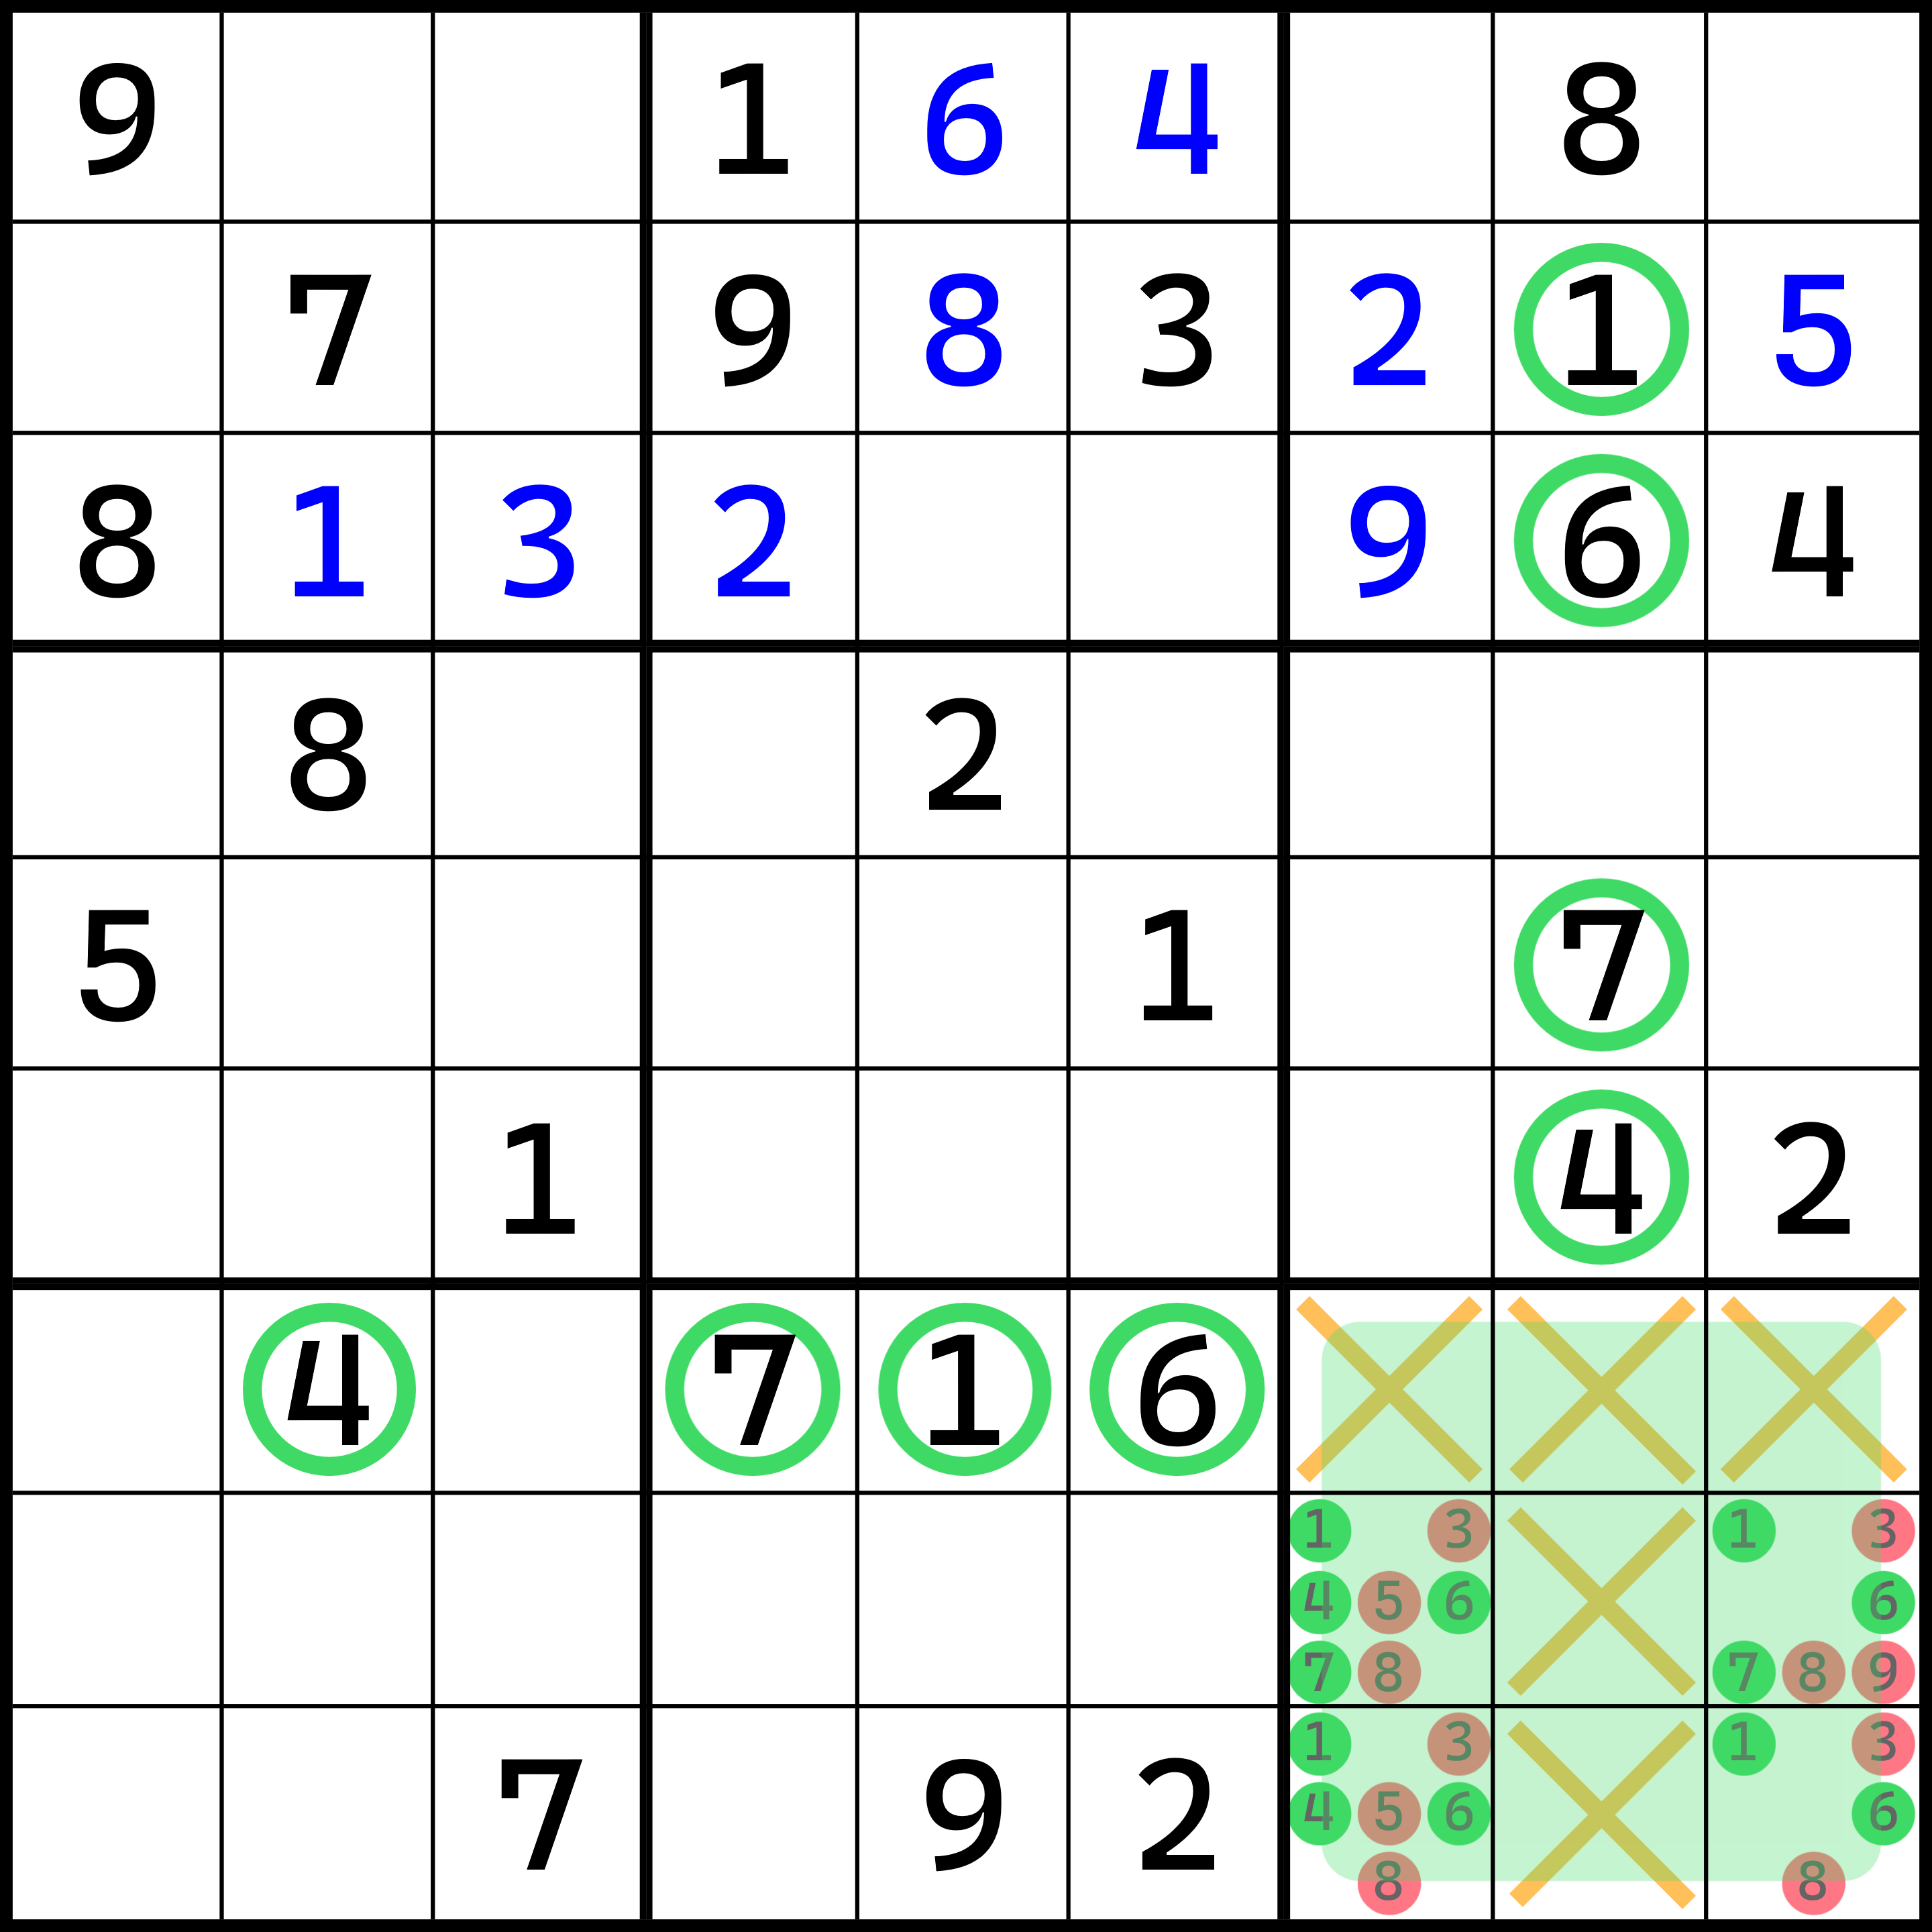 9 1 6 4 8
7 9 8 3 2 1 5
8 1 3 2 9 6 4
8 2
5 1 7
1 4 2
4 7 1 6
1 3 1 3
4 5 6 6
7 8 7 8 9
7 9 2
1 3 1 3
4 5 6 6
8 8